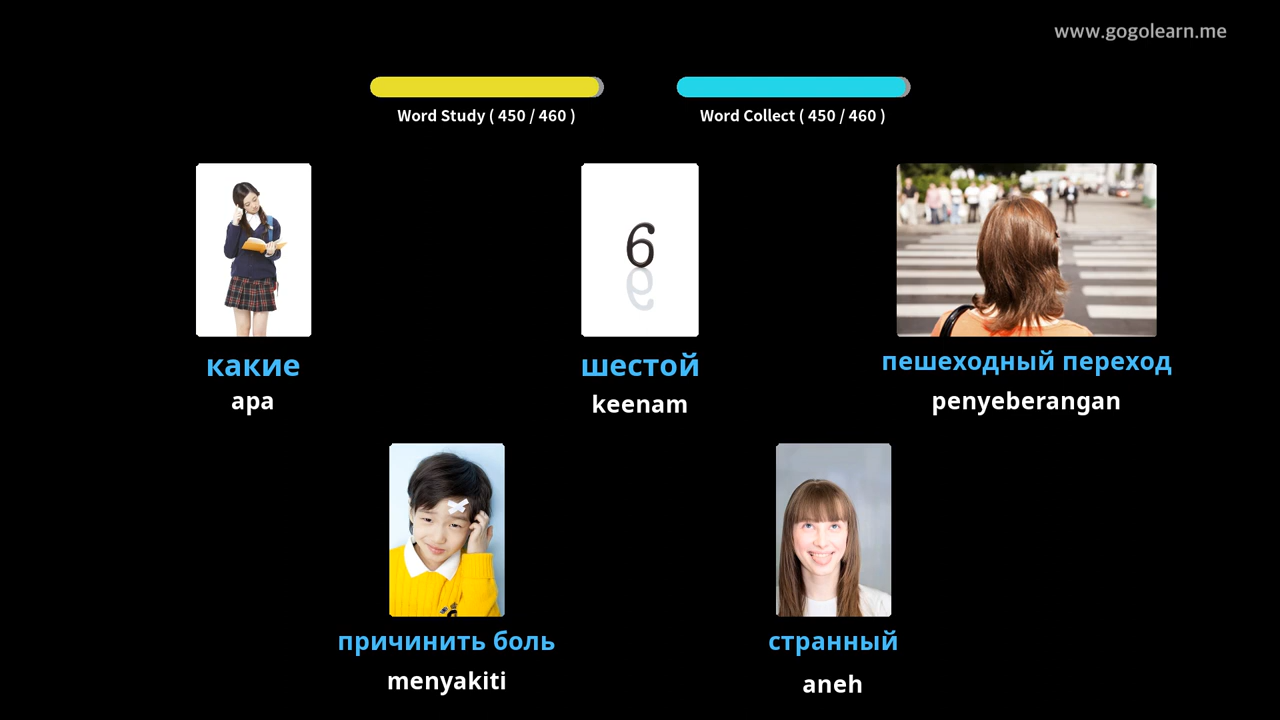 www.gogolearn.me
Word Study ( 450 / 460 )
Word Collect ( 450 / 460 )
6
какие
apa
шестой
keenam
пешеходный переход
penyeberangan
причинить боль
menyakiti
странный
aneh